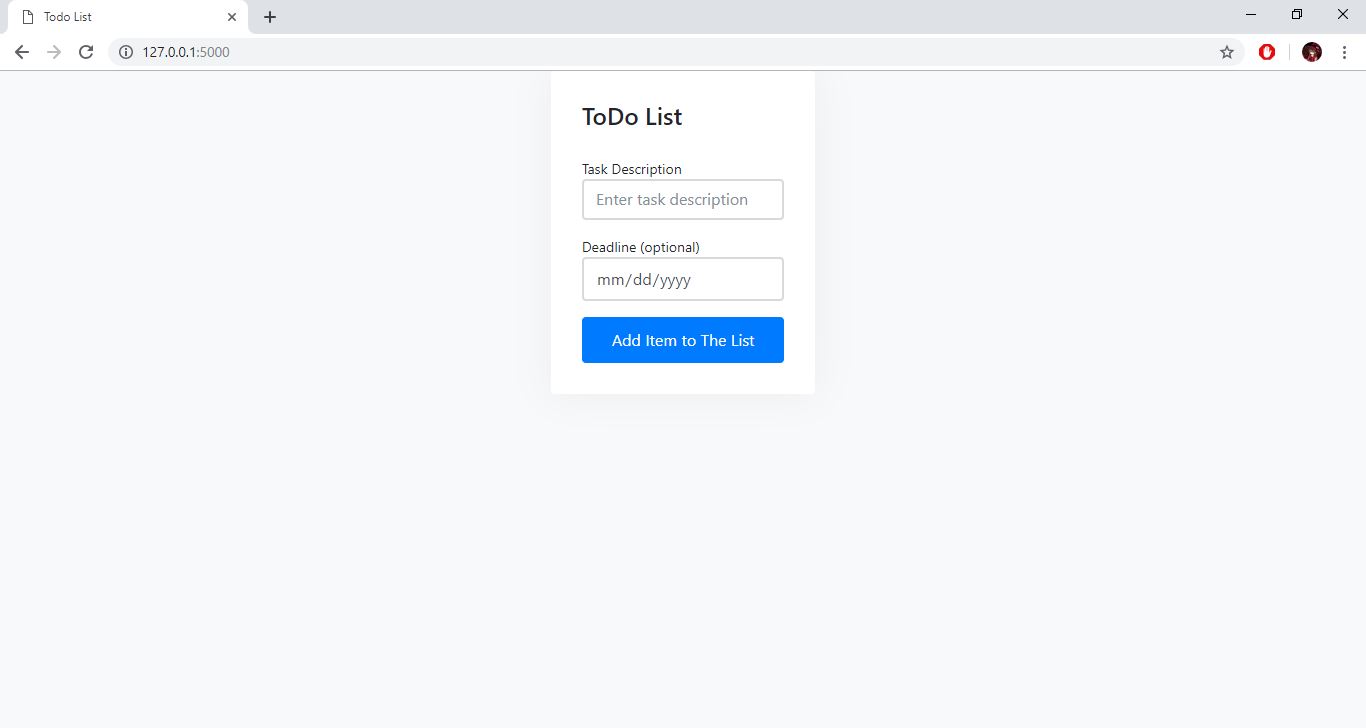 Todo List
127.0.0.1:5000
ToDo List
Task Description
Enter task description
Deadline (optional)
mm/dd/yyyy
Add Item to The List